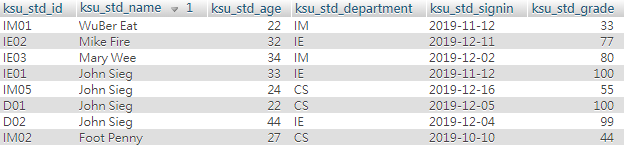 ksu_std_id ksu_std_name 1 ksu_std_age ksu_std_department ksu_std_signin ksu_std_grade
IM01 WuBer Eat 22 IM 2019-11-12 33
IE02 Mike Fire 32 IE 2019-12-11 77
IE03 Mary Wee 34 IM 2019-12-02 80
IE01 John Sieg 33 IE 2019-11-12 100
IM05 John Sieg 24 CS 2019-12-16 55
D01 John Sieg 22 CS 2019-12-05 100
D02 John Sieg 44 IE 2019-12-04 99
IM02 Foot Penny 27 CS 2019-10-10 44